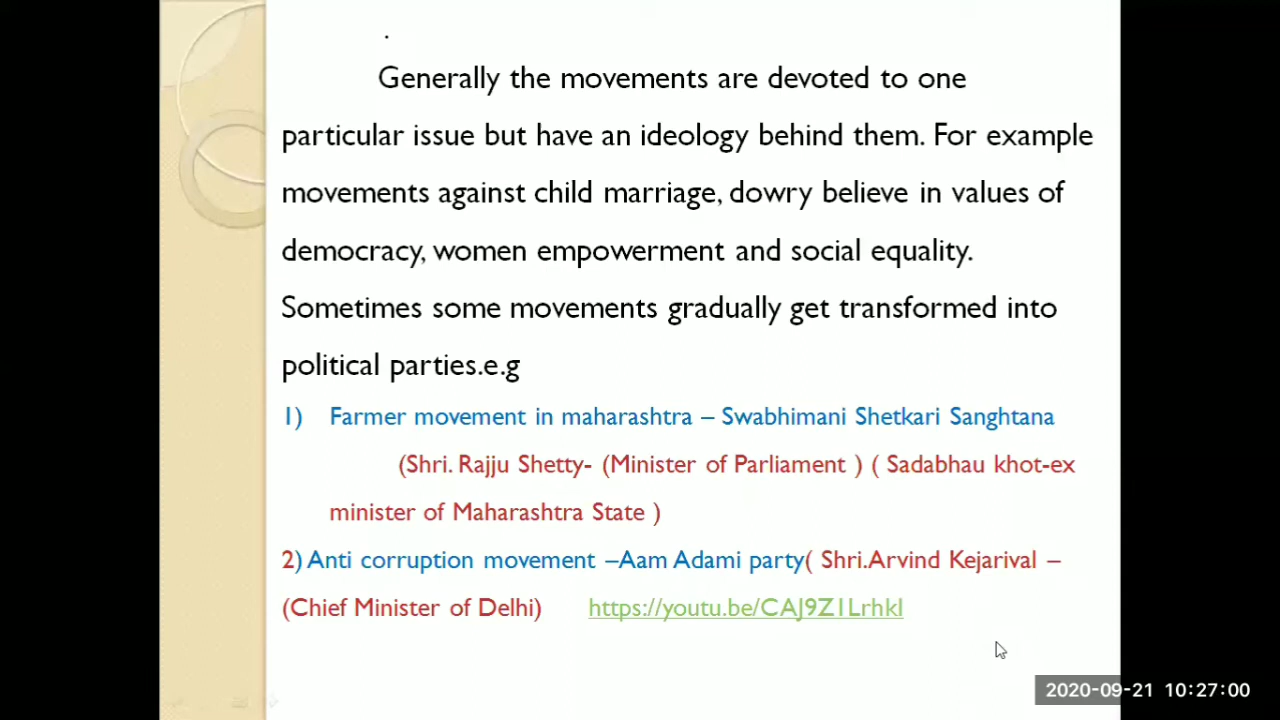 Generally the movements are devoted to one
particular issue but have an ideology behind them. For example
movements against child marriage, dowry believe in values of
democracy, women empowerment and social equality.
Sometimes some movements gradually get transformed into
political parties.e.g
1) Farmer movement in maharashtra – Swabhimani Shetkari Sanghtana
(Shri. Rajju Shetty- (Minister of Parliament ) ( Sadabhau khot-ex
minister of Maharashtra State )
2) Anti corruption movement –Aam Adami party( Shri.Arvind Kejarival –
(Chief Minister of Delhi) https://youtu.be/CAJ9Z1LrhkI
2020-09-21 10:27:00